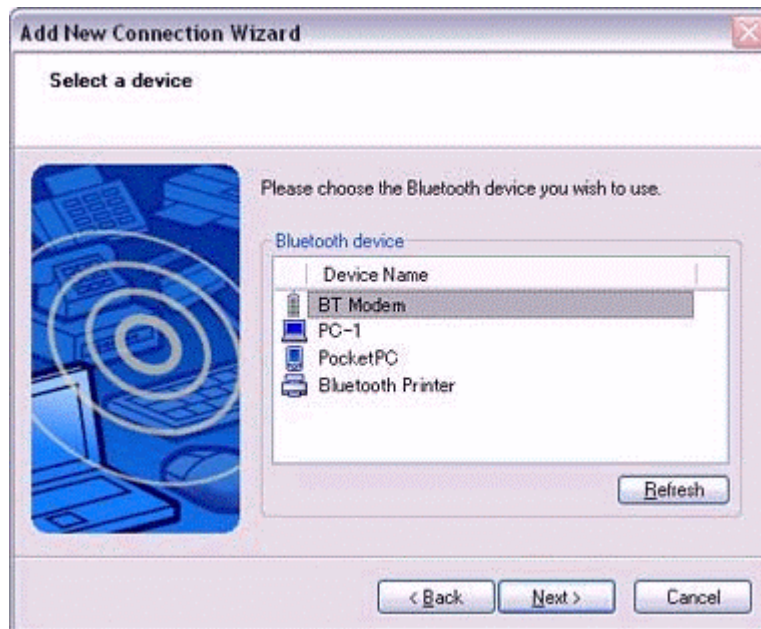 Add New Connection Wizard
Select a device
Please choose the Bluetooth device you wish to use.
Bluetooth device
Device Name
BT Modem
PC-1
PocketPC
Bluetooth Printer
Refresh
< Back Next > Cancel